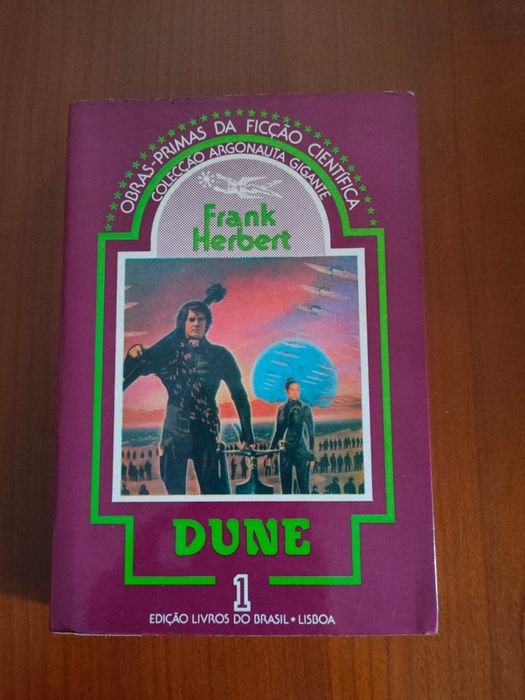 OBRAS-PRIMAS DA FICÇÃO CIENTÍFICA
COLECÇÃO ARGONAUTA GIGANTE
Frank
Herbert
DUNE
1
EDIÇÃO LIVROS DO BRASIL • LISBOA